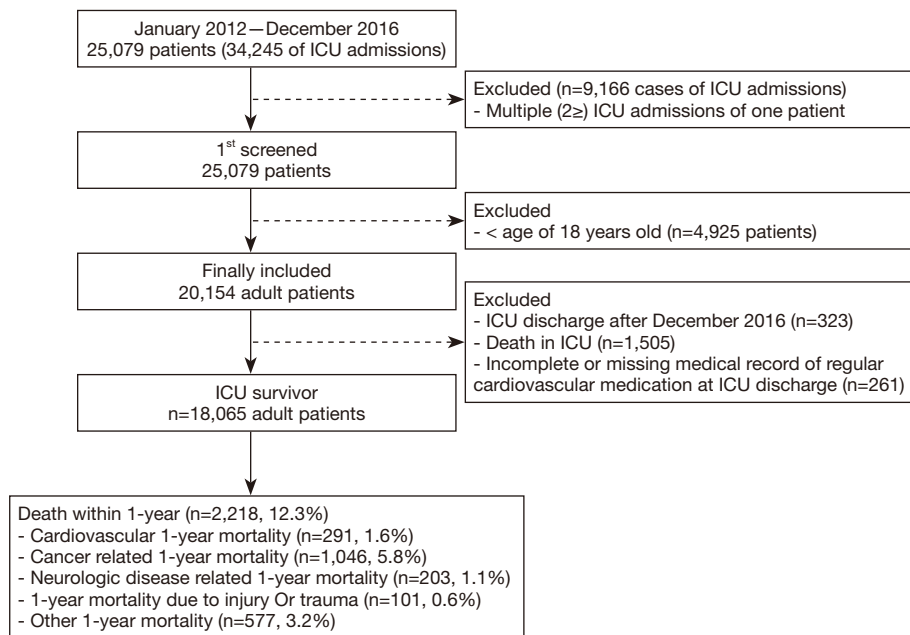 January 2012—December 2016
25,079 patients (34,245 of ICU admissions)
Excluded (n=9,166 cases of ICU admissions)
- Multiple (2≥) ICU admissions of one patient
1st screened
25,079 patients
Excluded
- < age of 18 years old (n=4,925 patients)
Finally included
20,154 adult patients
Excluded
- ICU discharge after December 2016 (n=323)
- Death in ICU (n=1,505)
- Incomplete or missing medical record of regular
cardiovascular medication at ICU discharge (n=261)
ICU survivor
n=18,065 adult patients
Death within 1-year (n=2,218, 12.3%)
- Cardiovascular 1-year mortality (n=291, 1.6%)
- Cancer related 1-year mortality (n=1,046, 5.8%)
- Neurologic disease related 1-year mortality (n=203, 1.1%)
- 1-year mortality due to injury Or trauma (n=101, 0.6%)
- Other 1-year mortality (n=577, 3.2%)